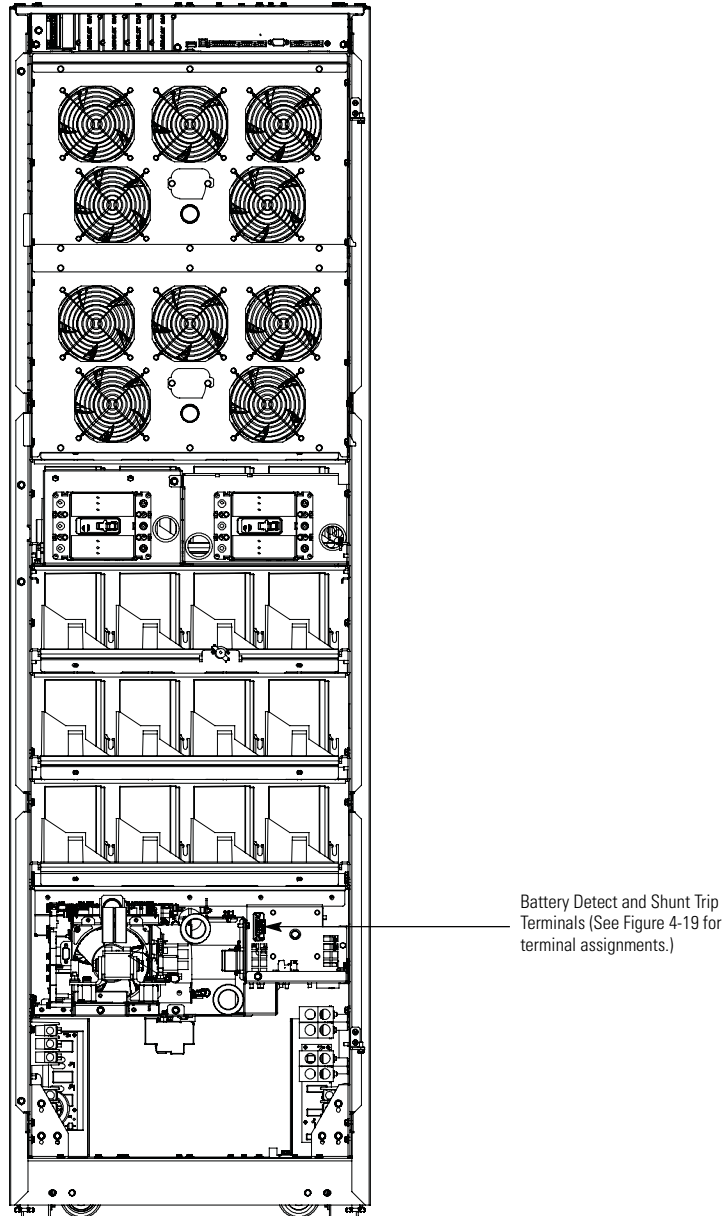 Battery Detect and Shunt Trip
Terminals (See Figure 4-19 for
terminal assignments.)